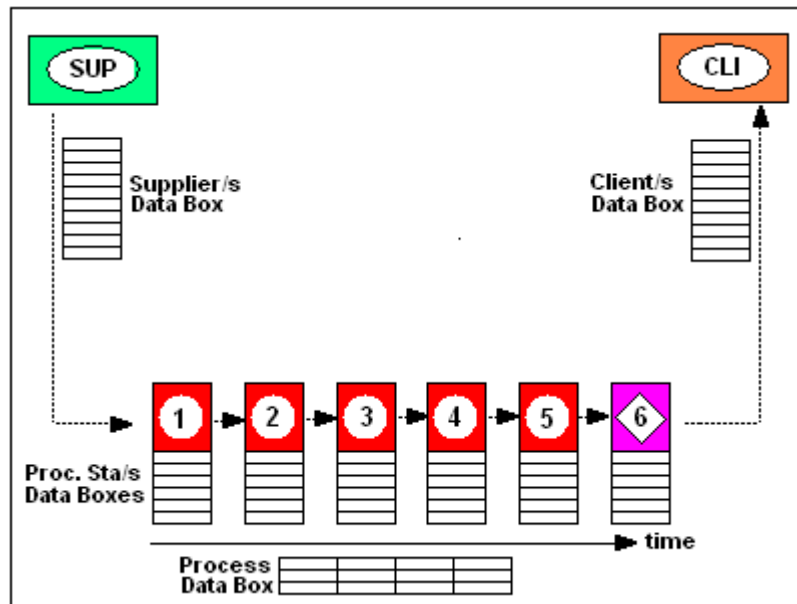 SUP
CLI
Supplier/s
Data Box
Client/s
Data Box
1 2 3 4 5 6
Proc. Sta/s
Data Boxes
time
Process
Data Box